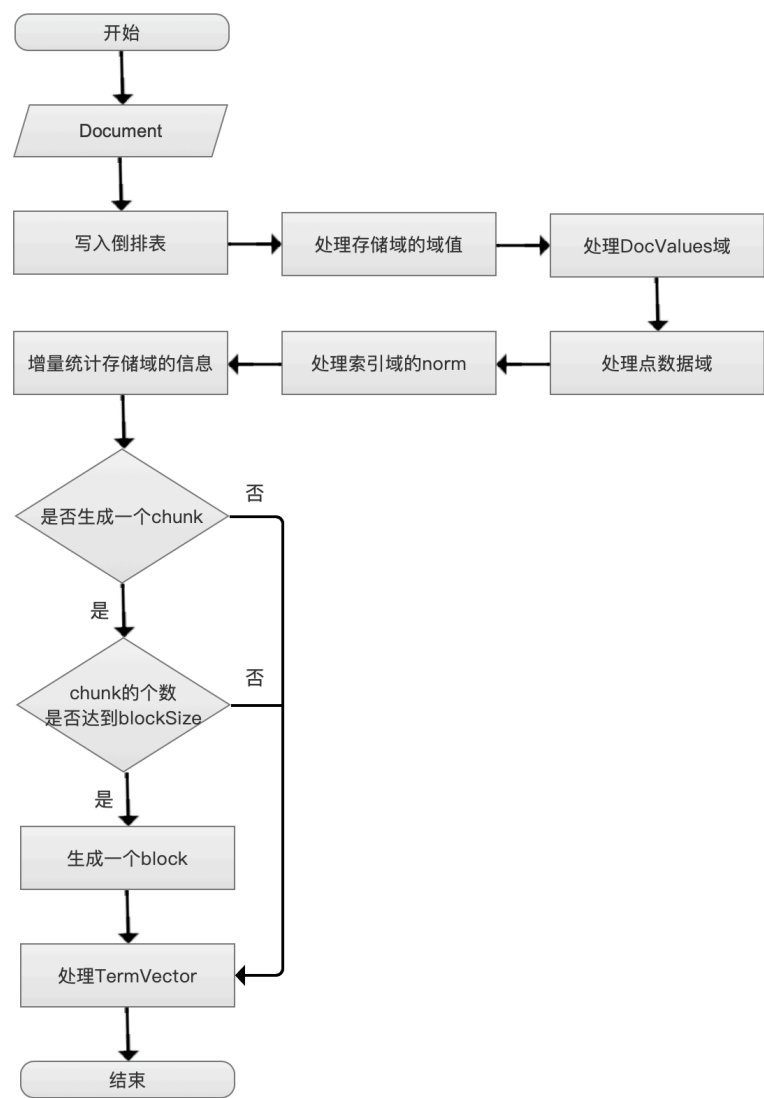 开始
Document
写入倒排表
处理存储域的域值
处理DocValues域
处理点数据域
处理索引域的norm
增量统计存储域的信息
是否生成一个chunk
否
是
chunk的个数
是否达到blockSize
否
是
生成一个block
处理TermVector
结束